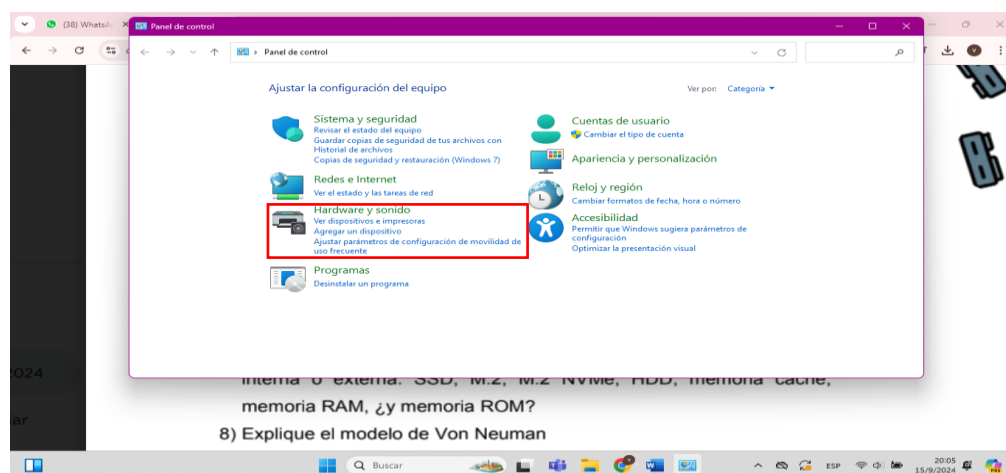 (38) WhatsA
Panel de control
Panel de control
Ajustar la configuración del equipo
Ver por: Categoría
Sistema y seguridad
Revisar el estado del equipo
Guardar copias de seguridad de tus archivos con
Historial de archivos
Copias de seguridad y restauración (Windows 7)
Redes e Internet
Ver el estado y las tareas de red
Hardware y sonido
Ver dispositivos e impresoras
Agregar un dispositivo
Ajustar parámetros de configuración de movilidad de
uso frecuente
Programas
Desinstalar un programa
Cuentas de usuario
Cambiar el tipo de cuenta
Apariencia y personalización
Reloj y región
Cambiar formatos de fecha, hora o número
Accesibilidad
Permitir que Windows sugiera parámetros de
configuración
Optimizar la presentación visual
2024
ar
interna o externa: SSD, M.2, M.2 NVMe, HDD, memoria caché,
memoria RAM, ¿y memoria ROM?
8) Explique el modelo de Von Neuman
Buscar
ESP
20:05
15/9/2024